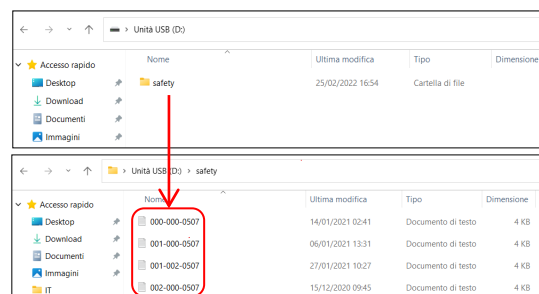 Unità USB (D:)
Nome Ultima modifica Tipo Dimensione
Accesso rapido
Desktop safety 25/02/2022 16:54 Cartella di file
Download
Documenti
Immagini
Unità USB (D:) › safety
Nome Ultima modifica Tipo Dimensione
Accesso rapido
Desktop 000-000-0507 14/01/2021 02:41 Documento di testo 4 KB
Download 001-000-0507 06/01/2021 13:31 Documento di testo 4 KB
Documenti 001-002-0507 27/01/2021 10:27 Documento di testo 4 KB
Immagini
IT 002-000-0507 15/12/2020 09:45 Documento di testo 4 KB